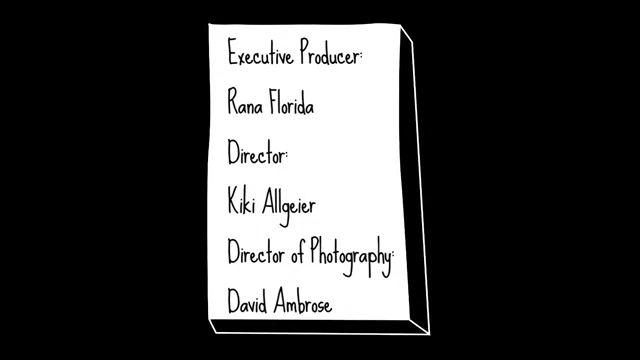 Executive Producer:
Rana Florida
Director:
Kiki Allgeier
Director of Photography:
David Ambrose